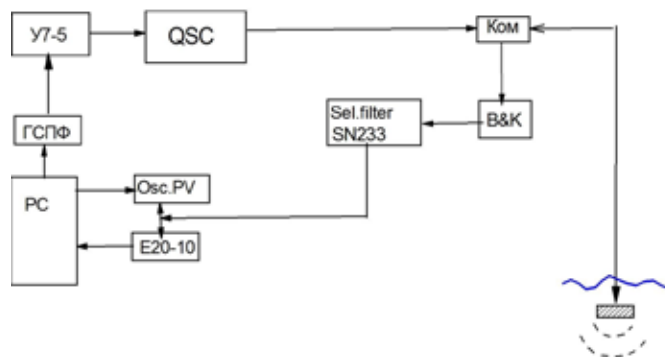 У7-5
QSC
Ком
Sel.filter
SN233
B&K
ГСПФ
PC
Osc.PV
E20-10